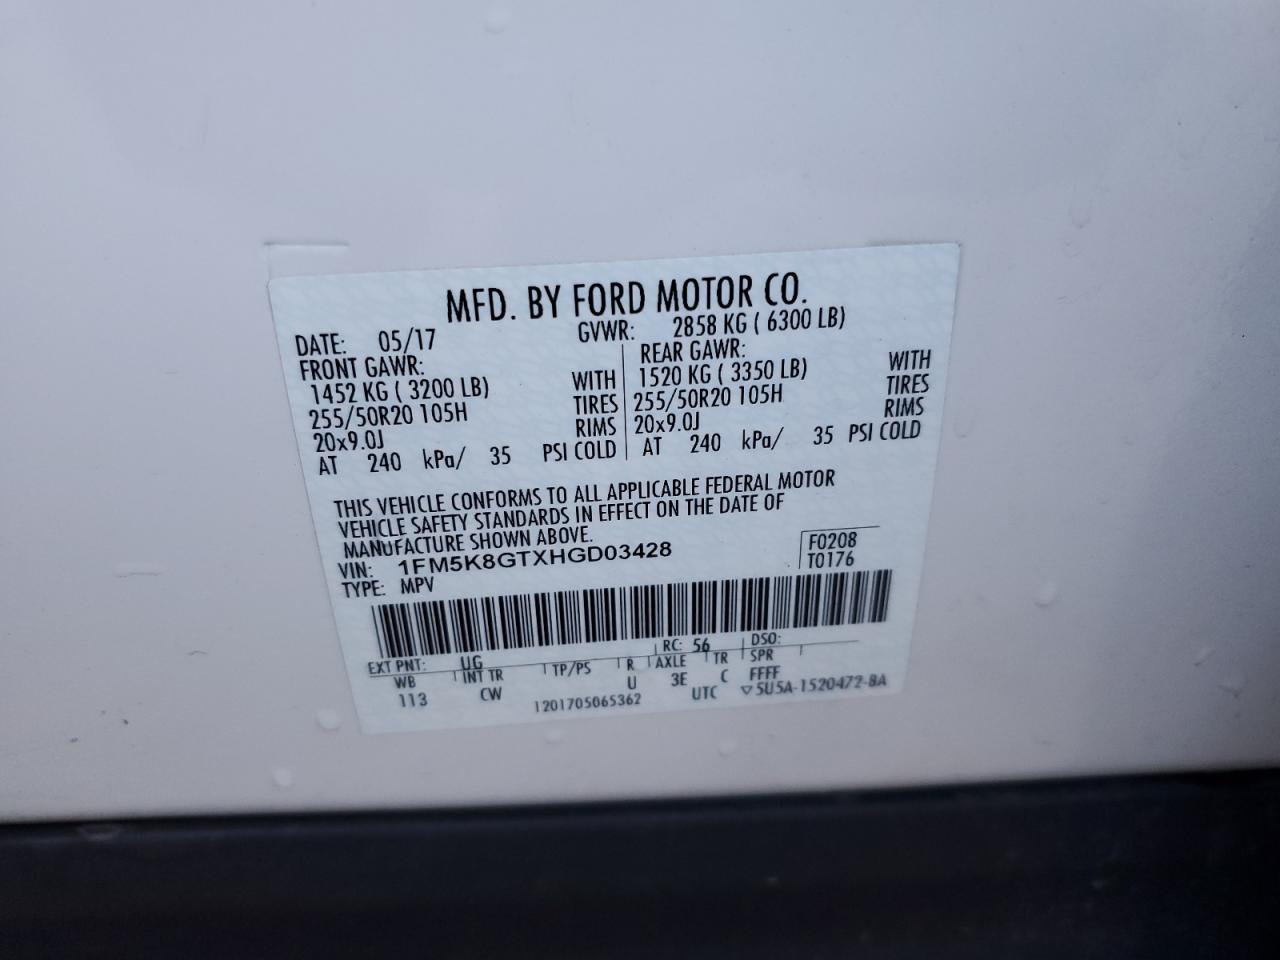 MFD. BY FORD MOTOR CO.
DATE: 05/17 GVWR: 2858 KG ( 6300 LB)
FRONT GAWR: REAR GAWR:
1452 KG ( 3200 LB) WITH 1520 KG ( 3350 LB) WITH
255/50R20 105H TIRES 255/50R20 105H TIRES
20x9.0J RIMS 20x9.0J RIMS
AT 240 kPa/ 35 PSI COLD AT 240 kPa/ 35 PSI COLD
THIS VEHICLE CONFORMS TO ALL APPLICABLE FEDERAL MOTOR
VEHICLE SAFETY STANDARDS IN EFFECT ON THE DATE OF
MANUFACTURE SHOWN ABOVE.
VIN: 1FM5K8GTXHGD03428 F0208
TYPE: MPV T0176
EXT PNT: UG RC: 56 DSO:
WB INT TR TP/PS R AXLE TR SPR
113 CW U 3E C FFFF
1201705065362 UTC ▽5U5A-1520472-BA